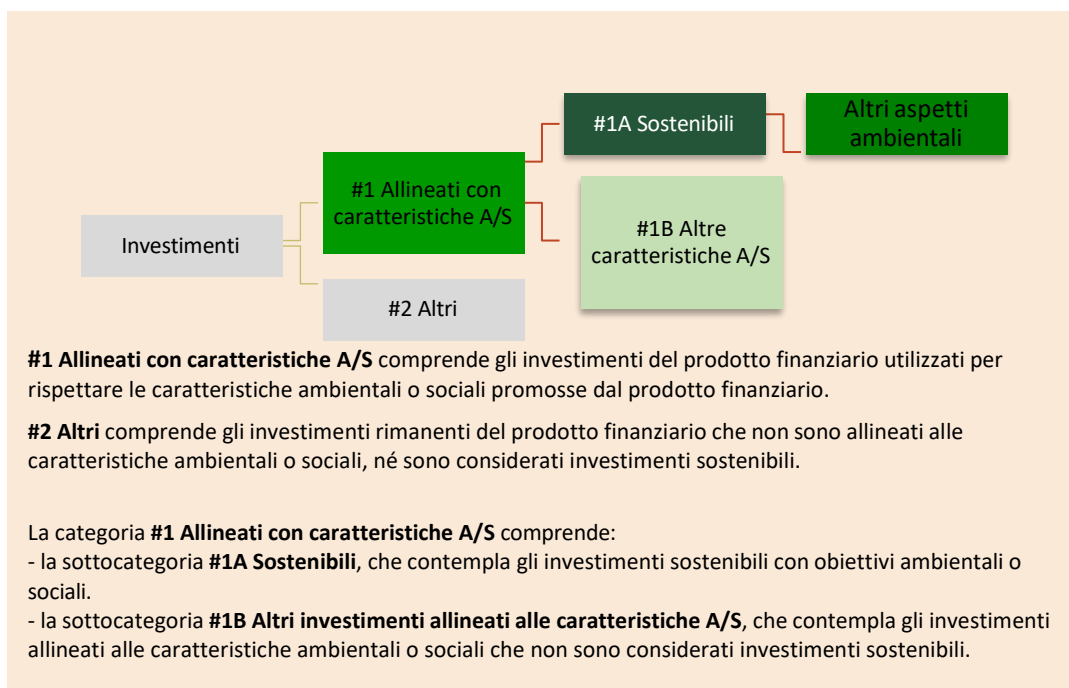 #1A Sostenibili
Altri aspetti
ambientali
#1 Allineati con
caratteristiche A/S
#1B Altre
caratteristiche A/S
Investimenti
#2 Altri
#1 Allineati con caratteristiche A/S comprende gli investimenti del prodotto finanziario utilizzati per
rispettare le caratteristiche ambientali o sociali promosse dal prodotto finanziario.
#2 Altri comprende gli investimenti rimanenti del prodotto finanziario che non sono allineati alle
caratteristiche ambientali o sociali, né sono considerati investimenti sostenibili.
La categoria #1 Allineati con caratteristiche A/S comprende:
- la sottocategoria #1A Sostenibili, che contempla gli investimenti sostenibili con obiettivi ambientali o
sociali.
- la sottocategoria #1B Altri investimenti allineati alle caratteristiche A/S, che contempla gli investimenti
allineati alle caratteristiche ambientali o sociali che non sono considerati investimenti sostenibili.